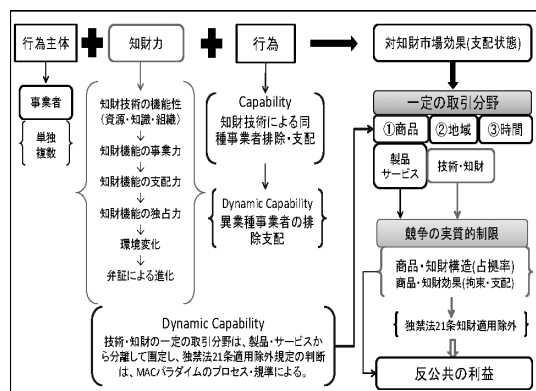 行為主体
知財力
行為
対知財市場効果(支配状態)
事業者
単独
複数
知財技術の機能性
(資源・知識・組織)
知財機能の事業力
知財機能の支配力
知財機能の独占力
環境変化
弁証による進化
Capability
知財技術による同
種事業者排除・支配
Dynamic Capability
異業種事業者の排
除支配
一定の取引分野
①商品
②地域
③時間
製品
サービス
技術・知財
競争の実質的制限
商品・知財構造(占拠率)
商品・知財効果(拘束・支配)
独禁法21条知財適用除外
反公共の利益
Dynamic Capability
技術・知財の一定の取引分野は、製品・サービスか
ら分離して画定し、独禁法21条適用除外規定の判断
は、MACパラダイムのプロセス・規準による。